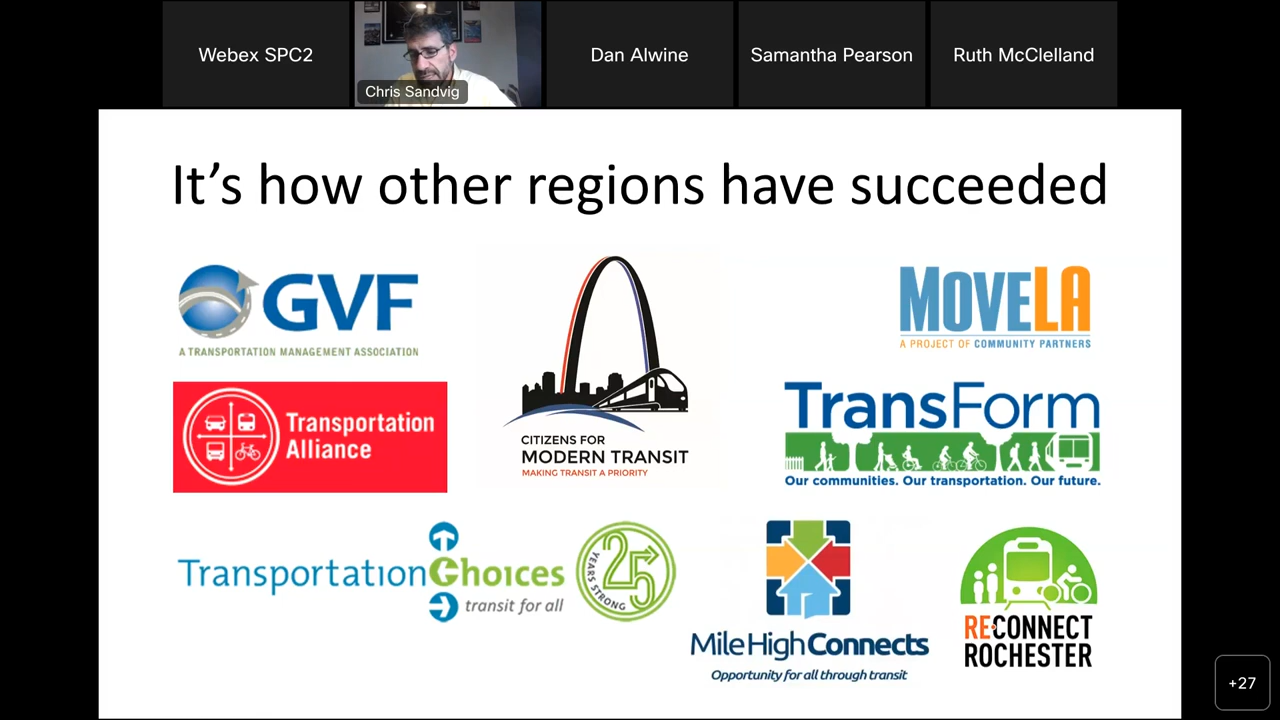 Webex SPC2
Chris Sandvig
Dan Alwine
Samantha Pearson
Ruth McClelland
It's how other regions have succeeded
GVF
A TRANSPORTATION MANAGEMENT ASSOCIATION
CITIZENS FOR
MODERN TRANSIT
MAKING TRANSIT A PRIORITY
MOVELA
A PROJECT OF COMMUNITY PARTNERS
Transportation
Alliance
TransForm
Our communities. Our transportation. Our future.
TransportationChoices
transit for all
25
YEARS STRONG
MileHighConnects
Opportunity for all through transit
RECONNECT
ROCHESTER
+27